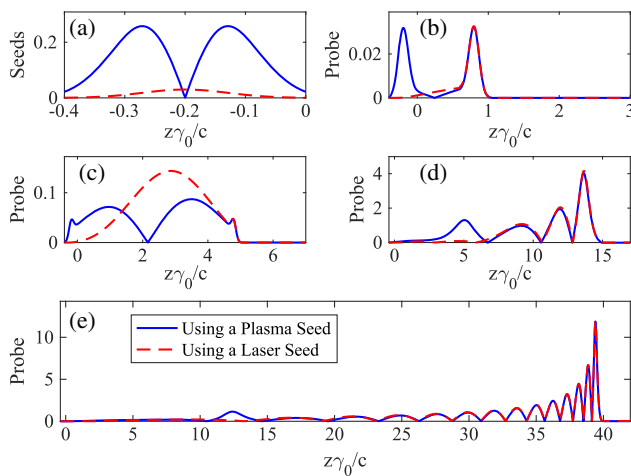 (a)
Seeds
0.2
0
-0.4 -0.3 -0.2 -0.1 0
zγ₀/c
(b)
Probe
0.02
0
0 1 2 3
zγ₀/c
(c)
Probe
0.1
0
0 2 4 6
zγ₀/c
(d)
Probe
4
2
0
0 5 10 15
zγ₀/c
(e)
Probe
10
5
0
Using a Plasma Seed
Using a Laser Seed
0 5 10 15 20 25 30 35 40
zγ₀/c